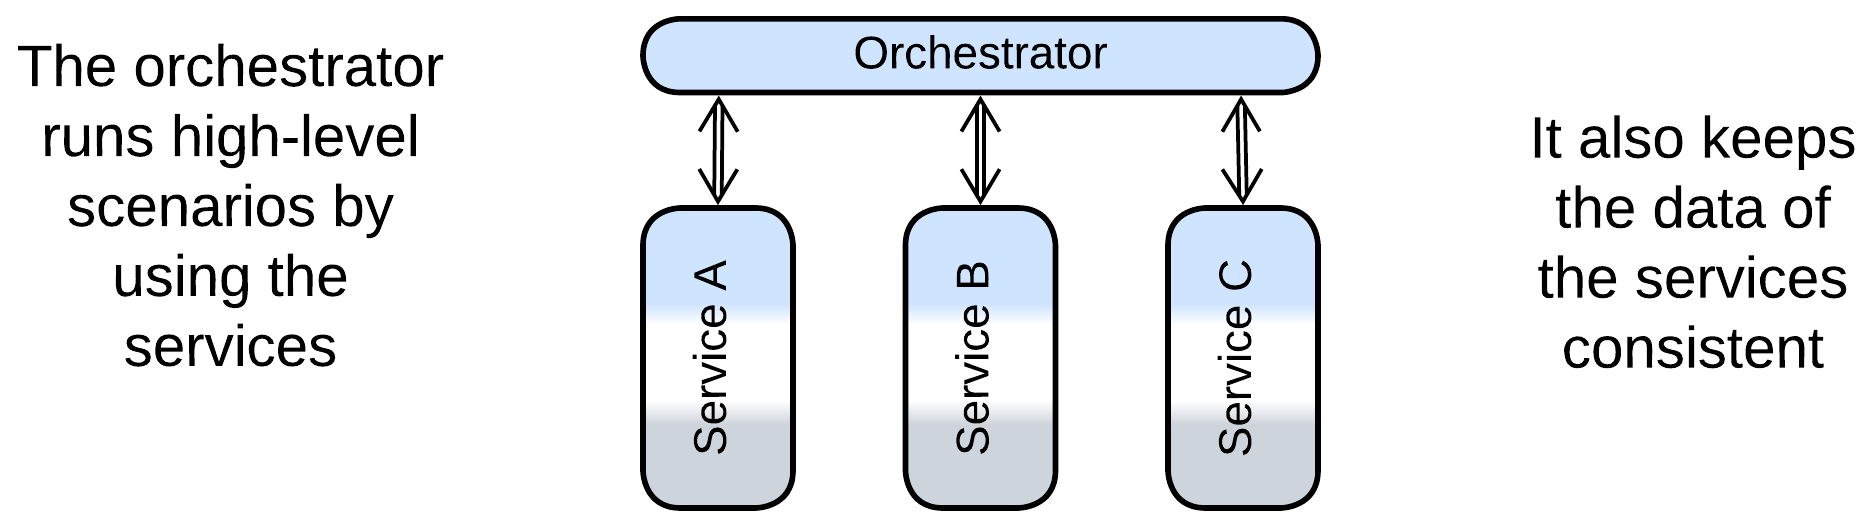 The orchestrator
runs high-level
scenarios by
using the
services
Orchestrator
Service A
Service B
Service C
It also keeps
the data of
the services
consistent